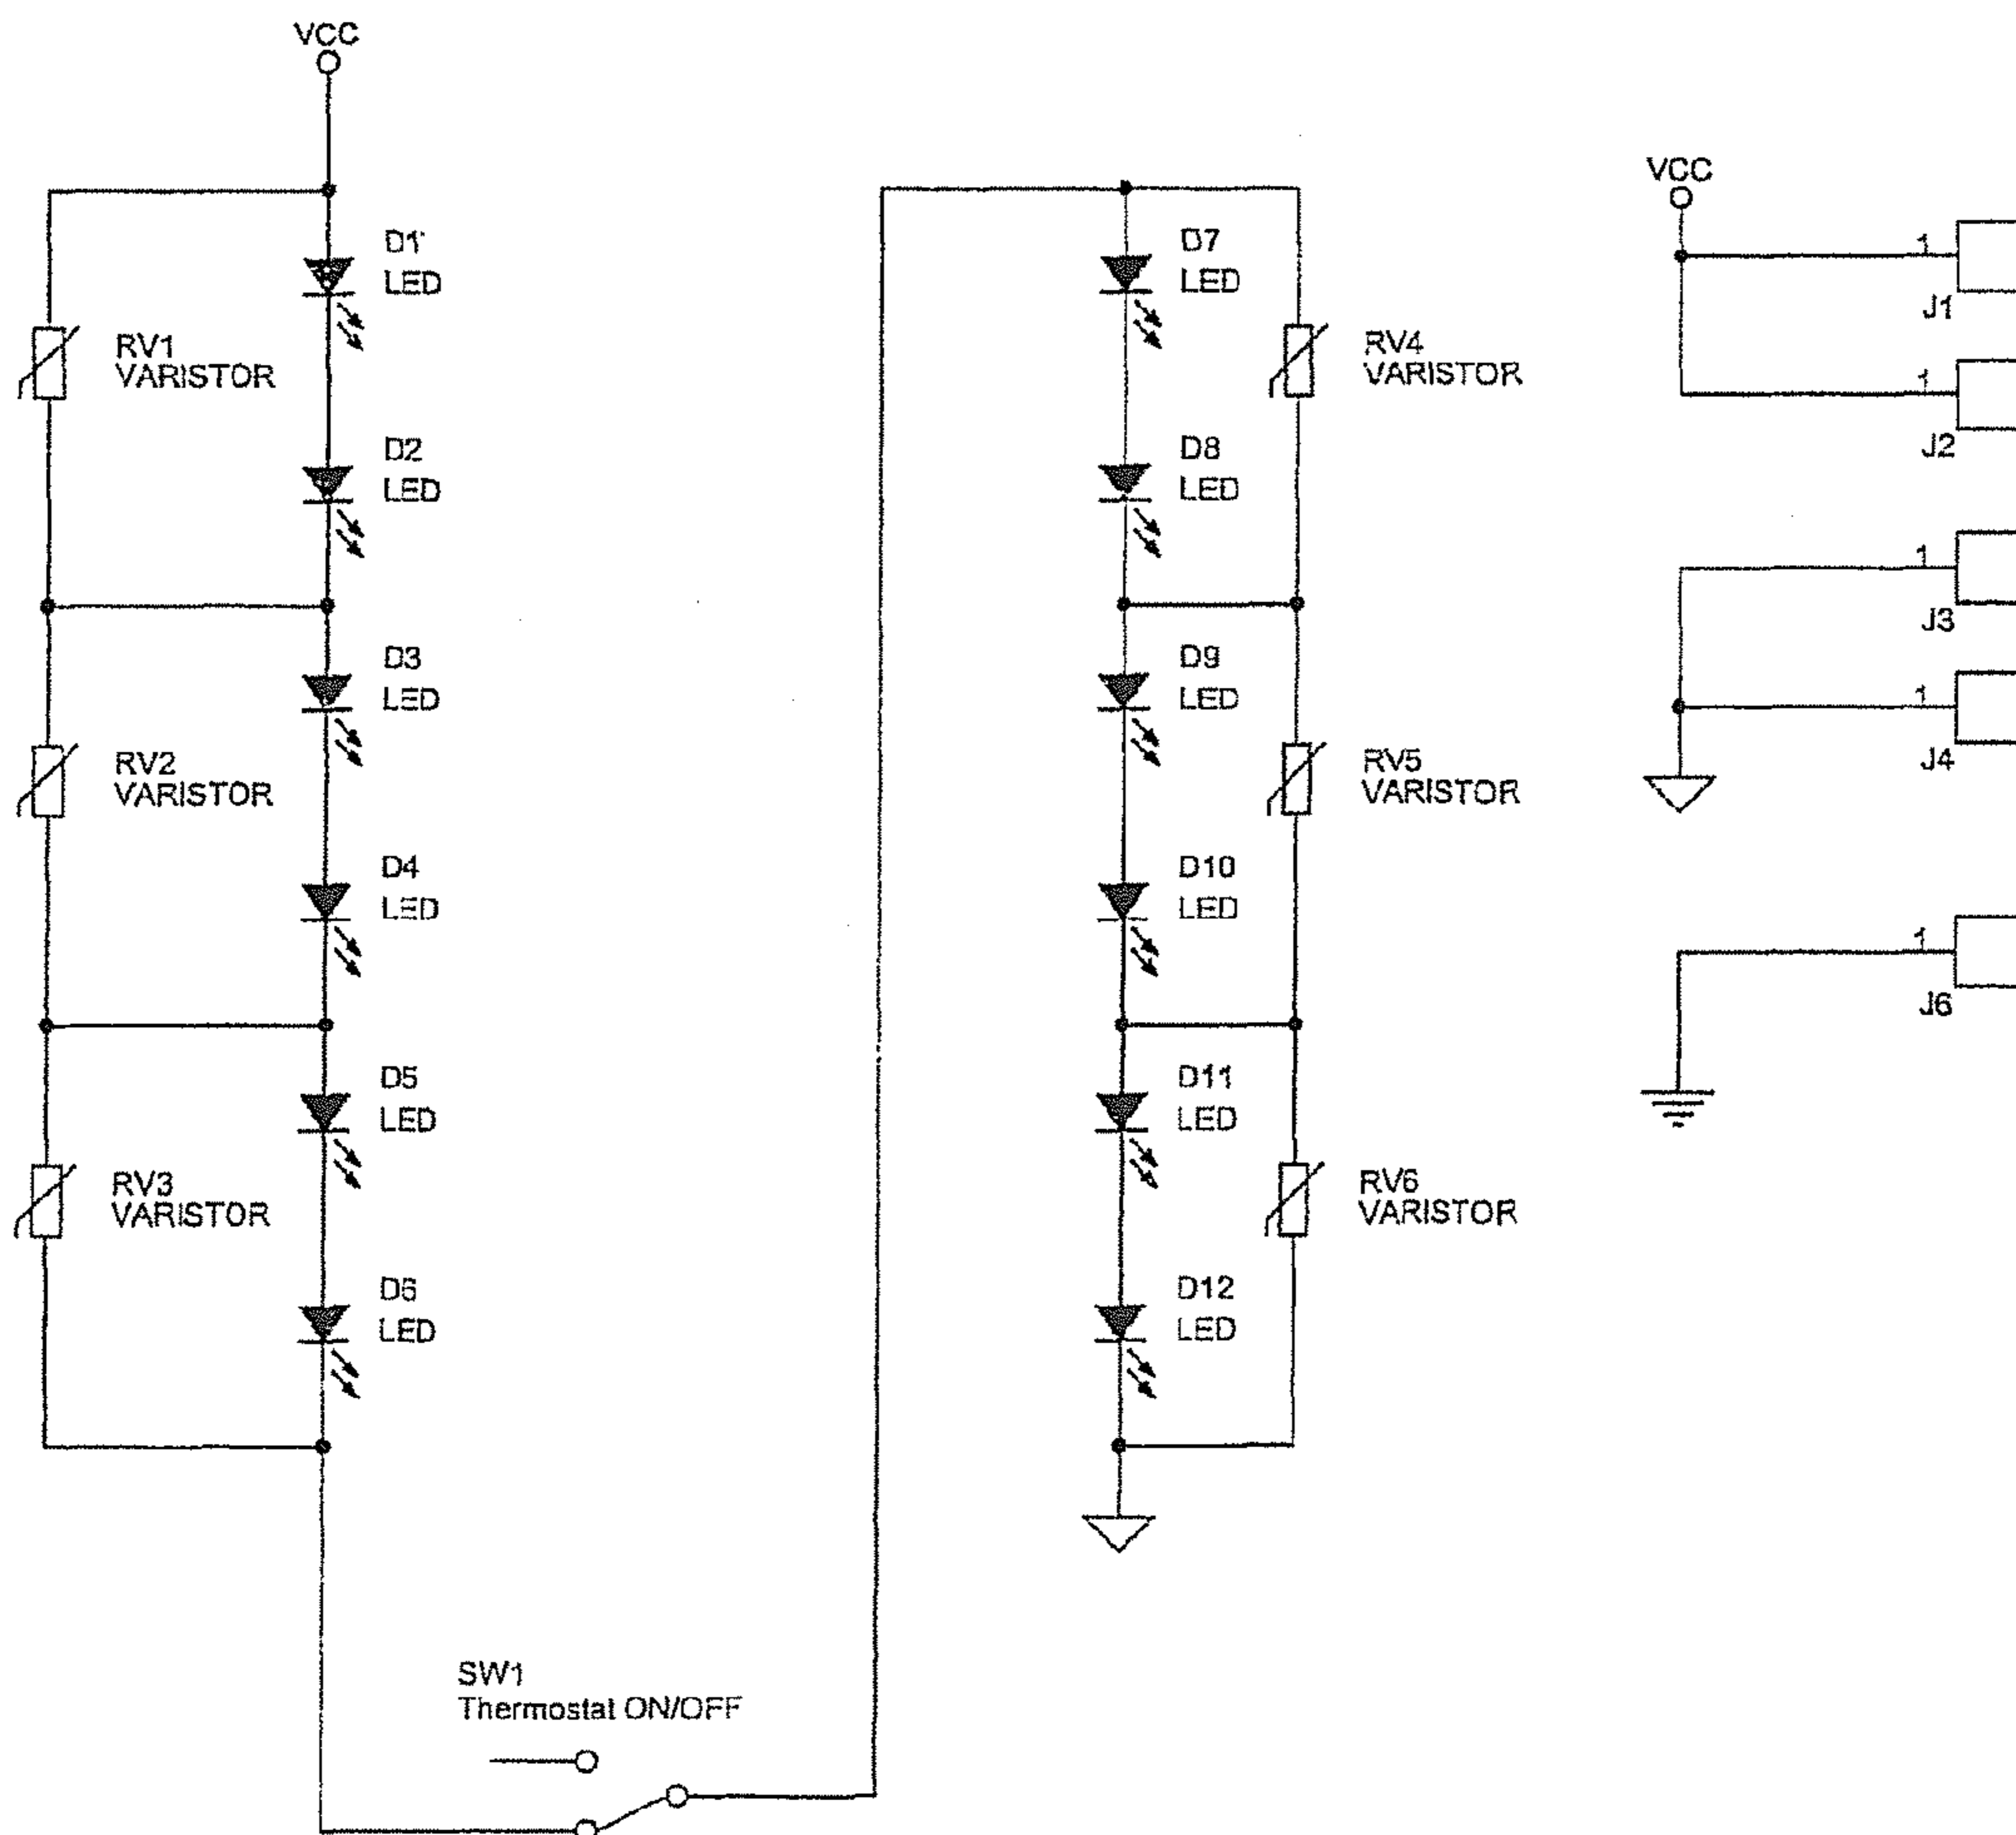 VCC
D1
LED
RV1
VARISTOR
D2
LED
D3
LED
RV2
VARISTOR
D4
LED
D5
LED
RV3
VARISTOR
D6
LED
SW1
Thermostat ON/OFF
D7
LED
RV4
VARISTOR
D8
LED
D9
LED
RV5
VARISTOR
D10
LED
D11
LED
RV6
VARISTOR
D12
LED
VCC
1
J1
1
J2
1
J3
1
J4
1
J6